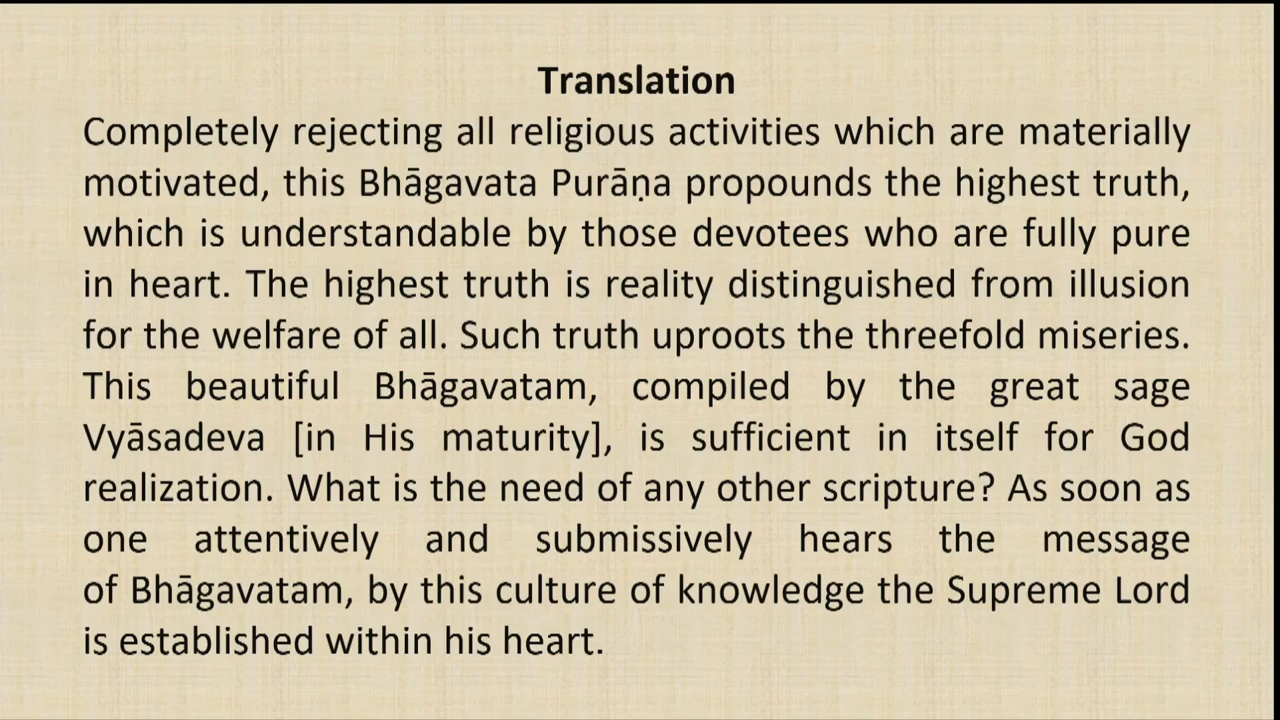 Translation
Completely rejecting all religious activities which are materially
motivated, this Bhāgavata Purāṇa propounds the highest truth,
which is understandable by those devotees who are fully pure
in heart. The highest truth is reality distinguished from illusion
for the welfare of all. Such truth uproots the threefold miseries.
This beautiful Bhāgavatam, compiled by the great sage
Vyāsadeva [in His maturity], is sufficient in itself for God
realization. What is the need of any other scripture? As soon as
one attentively and submissively hears the message
of Bhāgavatam, by this culture of knowledge the Supreme Lord
is established within his heart.